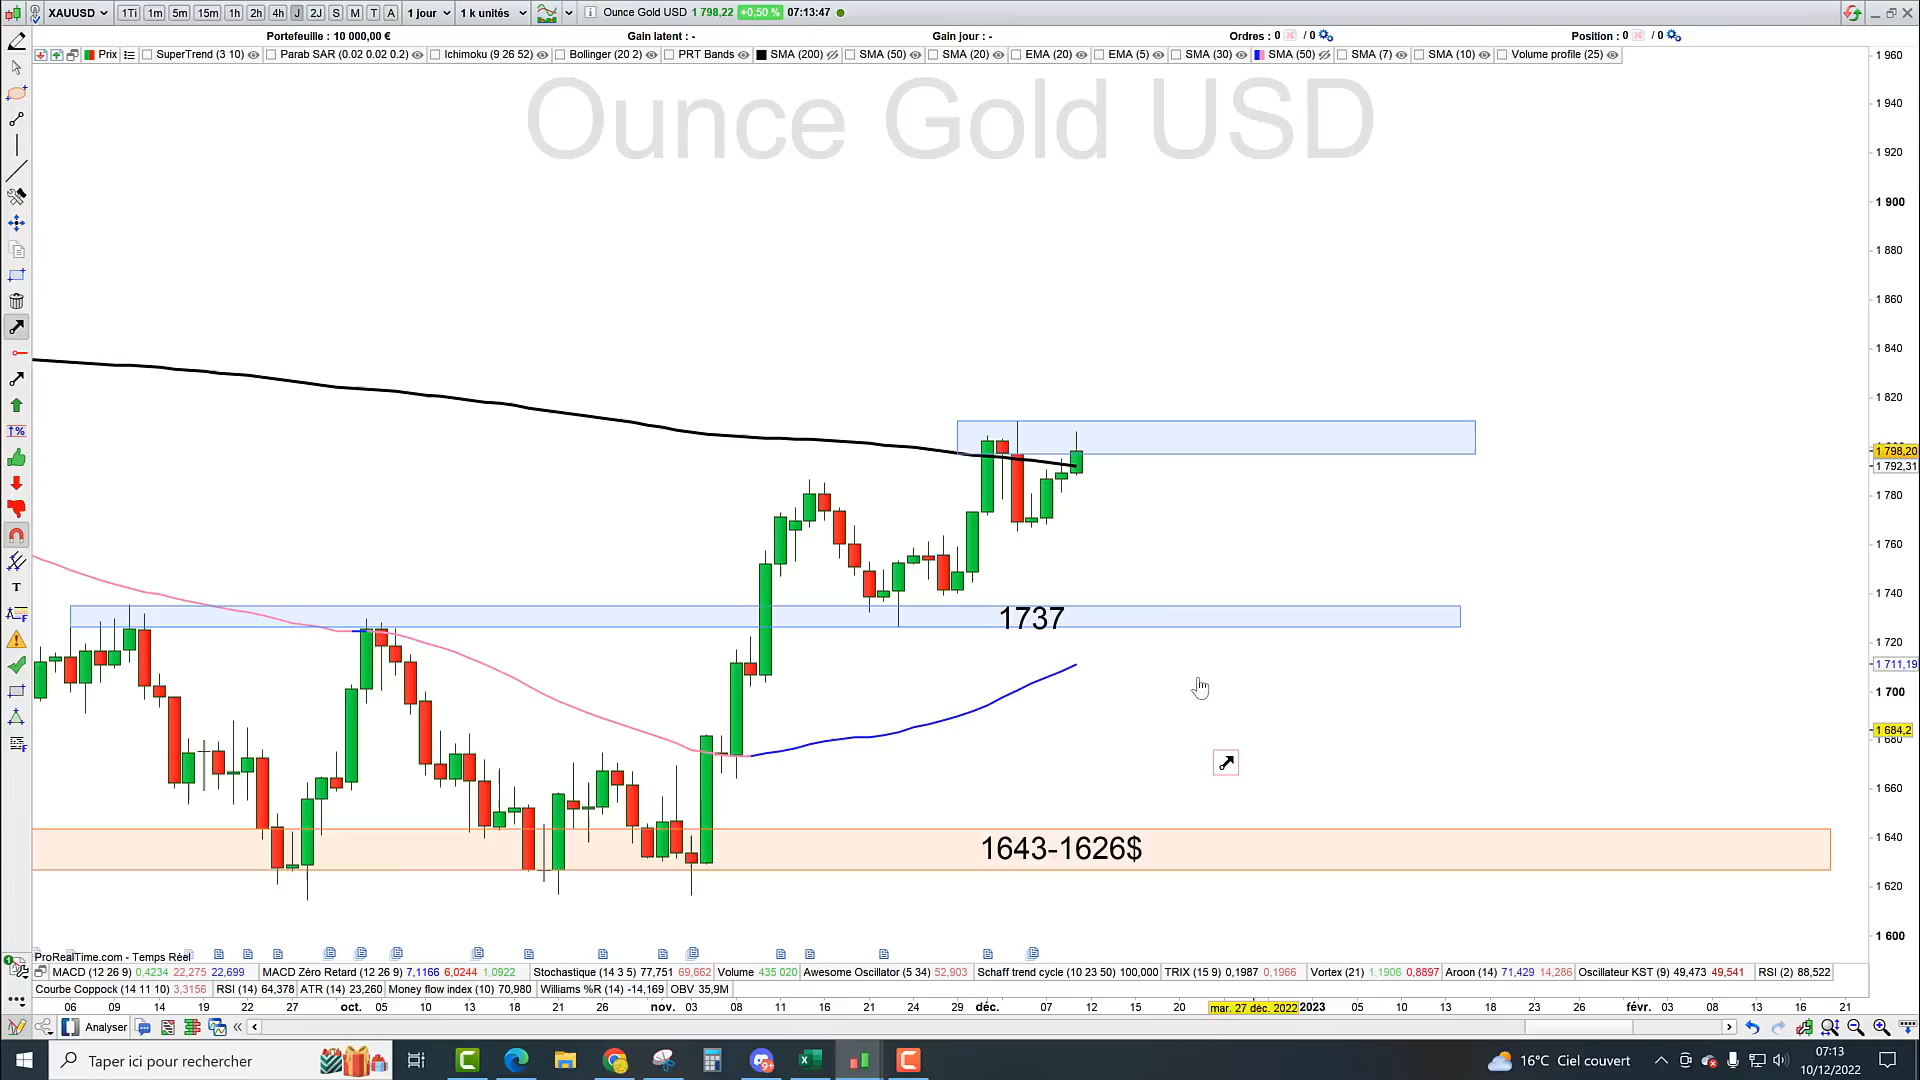 XAUUSD 1Ti 1m 5m 15m 1h 2h 4h J 2J S M T A 1 jour 1 k unités Ounce Gold USD 1 798,22 +0,50 % 07:13:47
Portefeuille : 10 000,00 € Gain latent : - Gain jour : - Ordres : 0 / 0 Position : 0 / 0
Prix SuperTrend (3 10) Parab SAR (0.02 0.02 0.2) Ichimoku (9 26 52) Bollinger (20 2) PRT Bands SMA (200) SMA (50) SMA (20) EMA (20) EMA (5) SMA (30) SMA (50) SMA (7) SMA (10) Volume profile (25)
Ounce Gold USD
1 960
1 940
1 920
1 900
1 880
1 860
1 840
1 820
1 798,20
1 792,31
1 780
1 760
1 740
1737
1 720
1 711,19
1 700
1 684,2
1 680
1 660
1 640
1643-1626$
1 620
1 600
ProRealTime.com - Temps Réel
MACD (12 26 9) 0,4234 22,275 22,699 MACD Zéro Retard (12 26 9) 7,1166 6,0244 1,0922 Stochastique (14 3 5) 77,751 69,662 Volume 435 020 Awesome Oscillator (5 34) 52,903 Schaff trend cycle (10 23 50) 100,000 TRIX (15 9) 0,1987 0,1966 Vortex (21) 1,1906 0,8897 Aroon (14) 71,429 14,286 Oscillateur KST (9) 49,473 49,541 RSI (2) 88,522
Courbe Coppock (14 11 10) 3,3156 RSI (14) 64,378 ATR (14) 23,260 Money flow index (10) 70,980 Williams %R (14) -14,169 OBV 35,9M
06 09 14 19 22 27 oct. 05 10 13 18 21 26 nov. 03 08 11 16 21 24 29 déc. 07 12 15 20 mar. 27 déc. 2022 2023 05 10 13 18 23 26 févr. 03 08 13 16 21
Analyser
Taper ici pour rechercher 16°C Ciel couvert 07:13
10/12/2022